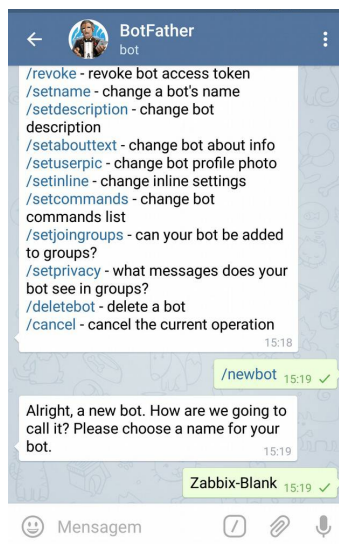 BotFather
bot
/revoke - revoke bot access token
/setname - change a bot's name
/setdescription - change bot
description
/setabouttext - change bot about info
/setuserpic - change bot profile photo
/setinline - change inline settings
/setcommands - change bot
commands list
/setjoingroups - can your bot be added
to groups?
/setprivacy - what messages does your
bot see in groups?
/deletebot - delete a bot
/cancel - cancel the current operation
15:18
/newbot 15:19
Alright, a new bot. How are we going to
call it? Please choose a name for your
bot.
15:19
Zabbix-Blank 15:19
Mensagem